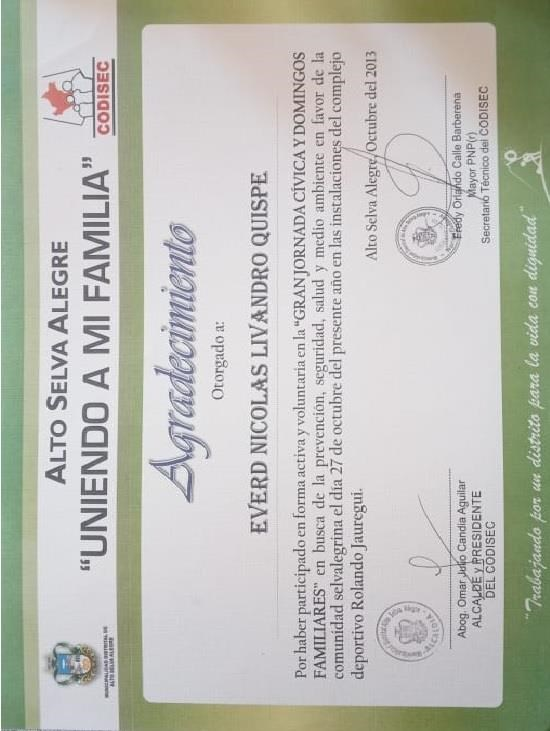 ALTO SELVA ALEGRE
"UNIENDO A MI FAMILIA"
MUNICIPALIDAD DISTRITAL DE
ALTO SELVA ALEGRE
CODISEC
Agradecimiento
Otorgado a:
EVERD NICOLAS LIVANDRO QUISPE
Por haber participado en forma activa y voluntaria en la "GRAN JORNADA CÍVICA Y DOMINGOS
FAMILIARES" en busca de la prevención, seguridad, salud y medio ambiente en favor de la
comunidad selvalegrina el día 27 de octubre del presente año en las instalaciones del complejo
deportivo Rolando Jauregui.
Alto Selva Alegre, Octubre del 2013
Abog. Omar Julio Candia Aguilar
ALCALDE y PRESIDENTE
DEL CODISEC
Fredy Orlando Calle Barberena
Mayor PNP(r)
Secretario Técnico del CODISEC
"Trabajando por un distrito para la vida con dignidad"